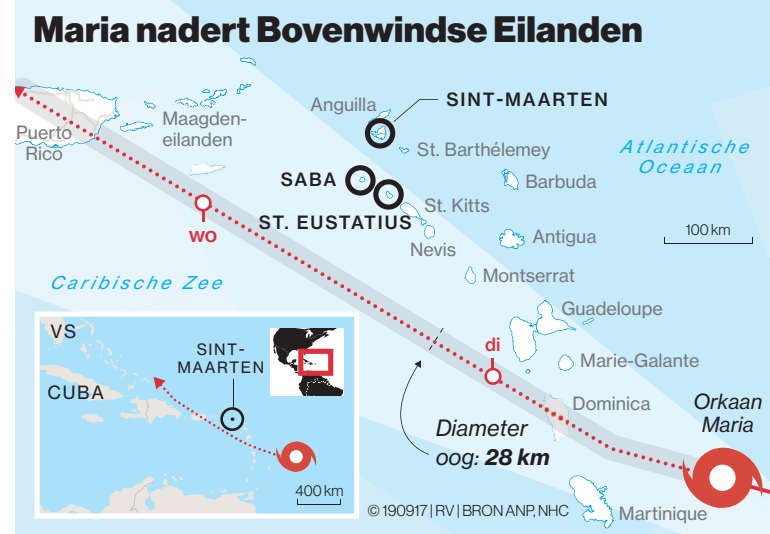 Maria nadert Bovenwindse Eilanden
Anguilla
SINT-MAARTEN
Puerto
Rico
Maagden-
eilanden
St. Barthélemey
Atlantische
Oceaan
SABA
Barbuda
ST. EUSTATIUS
St. Kitts
wo
Nevis
Antigua
100 km
Caribische Zee
Montserrat
Guadeloupe
di
Marie-Galante
Dominica
Orkaan
Maria
Diameter
oog: 28 km
VS
SINT-
MAARTEN
CUBA
400 km
© 190917 | RV | BRON ANP, NHC
Martinique